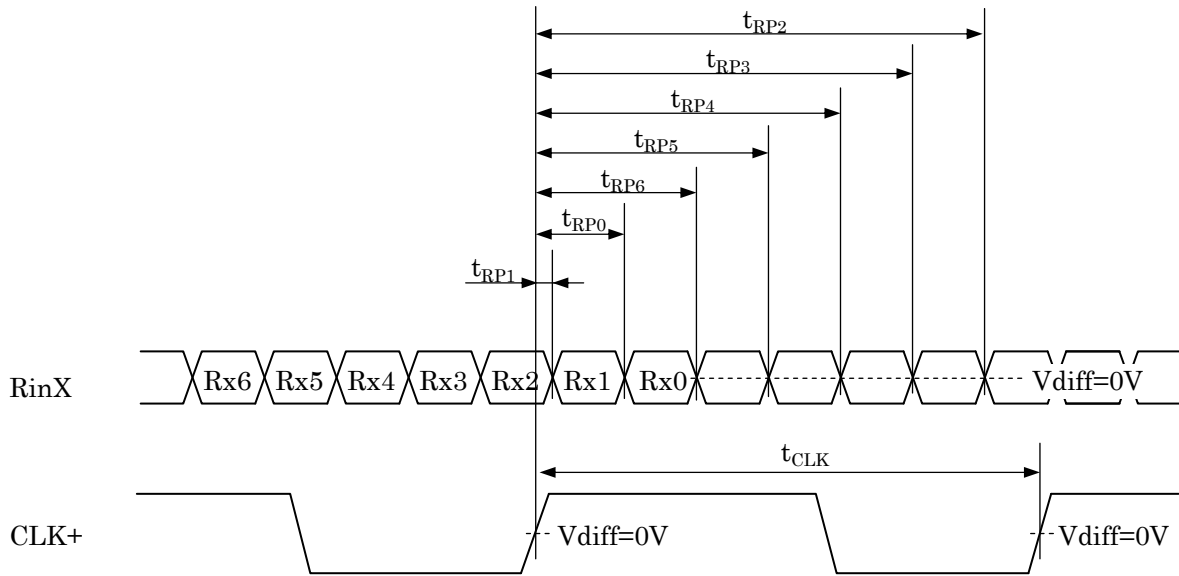 tRP2
tRP3
tRP4
tRP5
tRP6
tRP0
tRP1
RinX Rx6 Rx5 Rx4 Rx3 Rx2 Rx1 Rx0 Vdiff=0V
tCLK
CLK+ Vdiff=0V Vdiff=0V